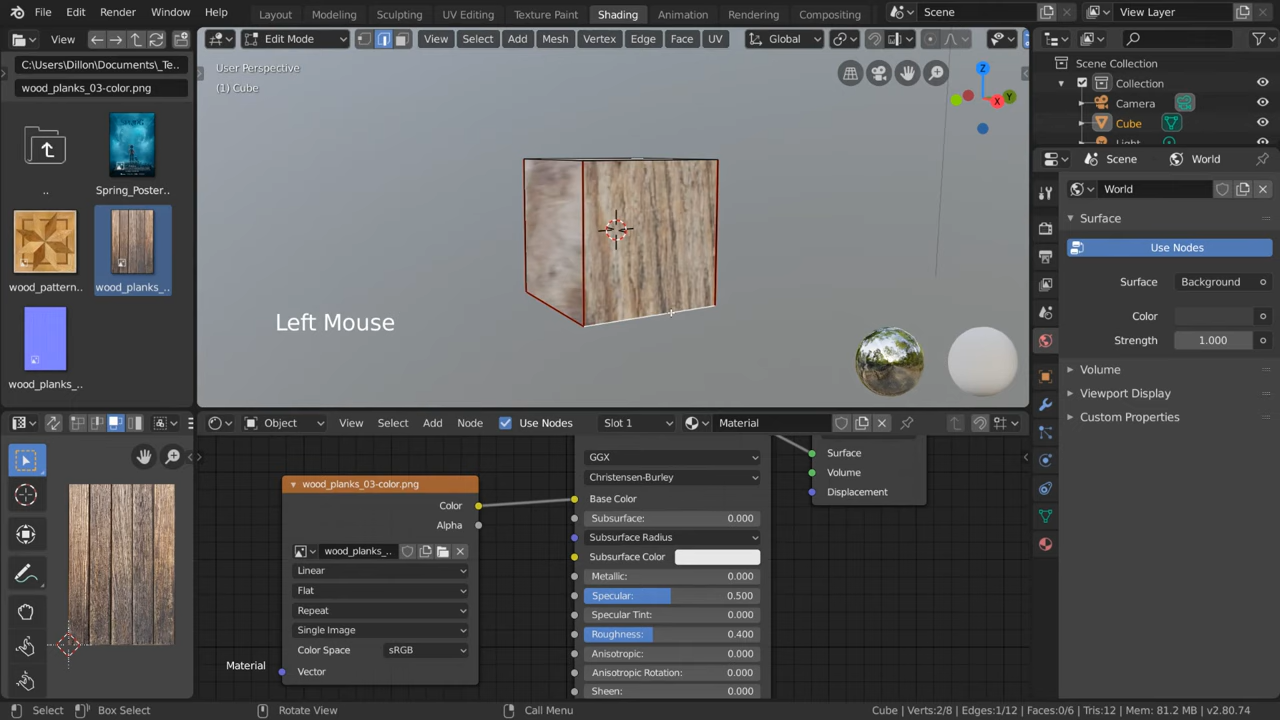 File Edit Render Window Help
Layout Modeling Sculpting UV Editing Texture Paint Shading Animation Rendering Compositing
Scene
View Layer
View
Edit Mode
View Select Add Mesh Vertex Edge Face UV
Global
C:\Users\Dillon\Documents\_Te..
wood_planks_03-color.png
User Perspective
(1) Cube
Z
X
Y
Scene Collection
Collection
Camera
Cube
Light
Scene
World
World
Surface
Use Nodes
Surface: Background
Color:
Strength: 1.000
Volume
Viewport Display
Custom Properties
..
Spring_Poster..
wood_pattern..
wood_planks_..
wood_planks_..
Left Mouse
Object
View Select Add Node
Use Nodes
Slot 1
Material
wood_planks_03-color.png
Color
Alpha
wood_planks_..
Linear
Flat
Repeat
Single Image
Color Space sRGB
Vector
Material
GGX
Christensen-Burley
Base Color
Subsurface: 0.000
Subsurface Radius
Subsurface Color
Metallic: 0.000
Specular: 0.500
Specular Tint: 0.000
Roughness: 0.400
Anisotropic: 0.000
Anisotropic Rotation: 0.000
Sheen: 0.000
Surface
Volume
Displacement
Select
Box Select
Rotate View
Call Menu
Cube | Verts:2/8 | Edges:1/12 | Faces:0/6 | Tris:12 | Mem: 81.2 MB | v2.80.74